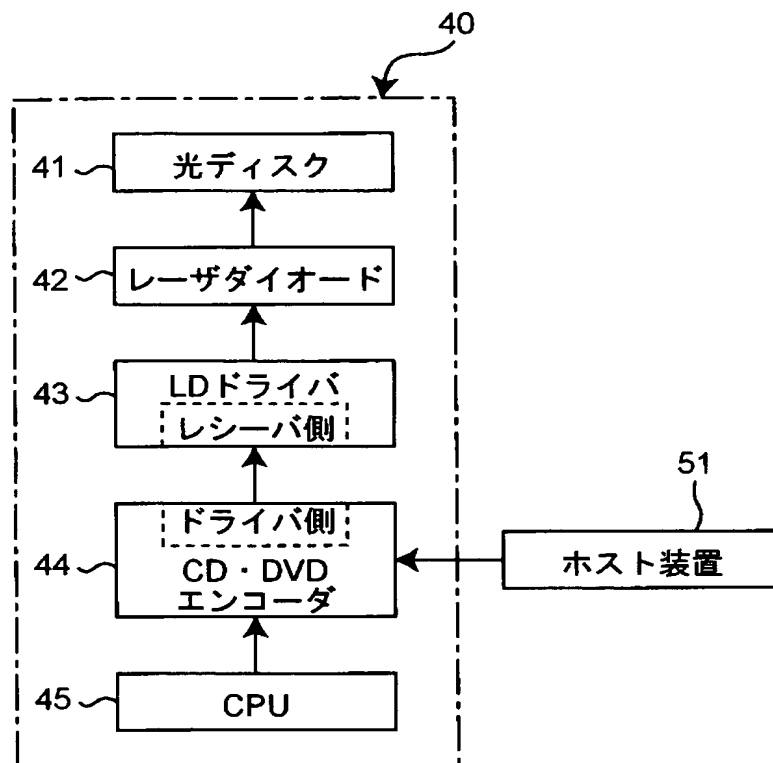 40
41
光ディスク
42
レーザダイオード
43
LDドライバ
レシーバ側
51
ドライバ側
44
CD・DVD
エンコーダ
ホスト装置
45
CPU